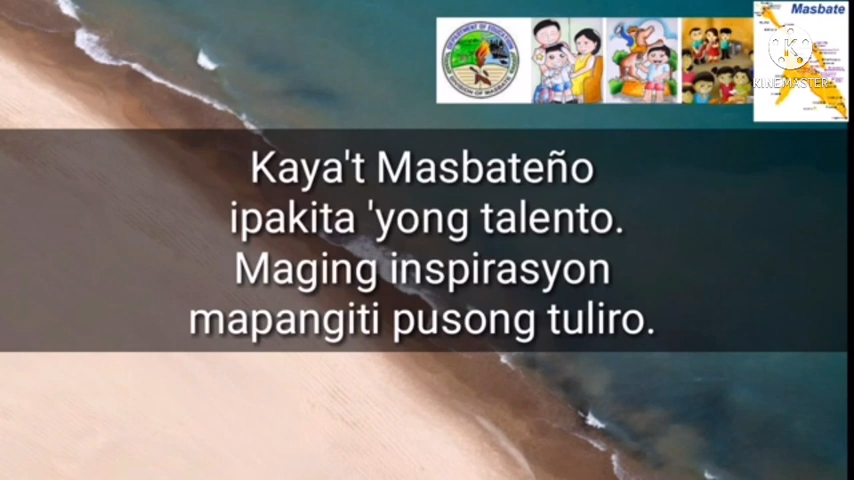 Masbate
KINEMASTER
Kaya't Masbateño
ipakita 'yong talento.
Maging inspirasyon
mapangiti pusong tuliro.